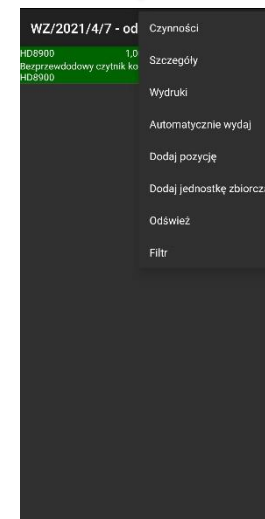 WZ/2021/4/7 - od
HD8900 1,0
Bezprzewdodowy czytnik ko
HD8900
Czynności
Szczegóły
Wydruki
Automatycznie wydaj
Dodaj pozycję
Dodaj jednostkę zbiorcza
Odśwież
Filtr